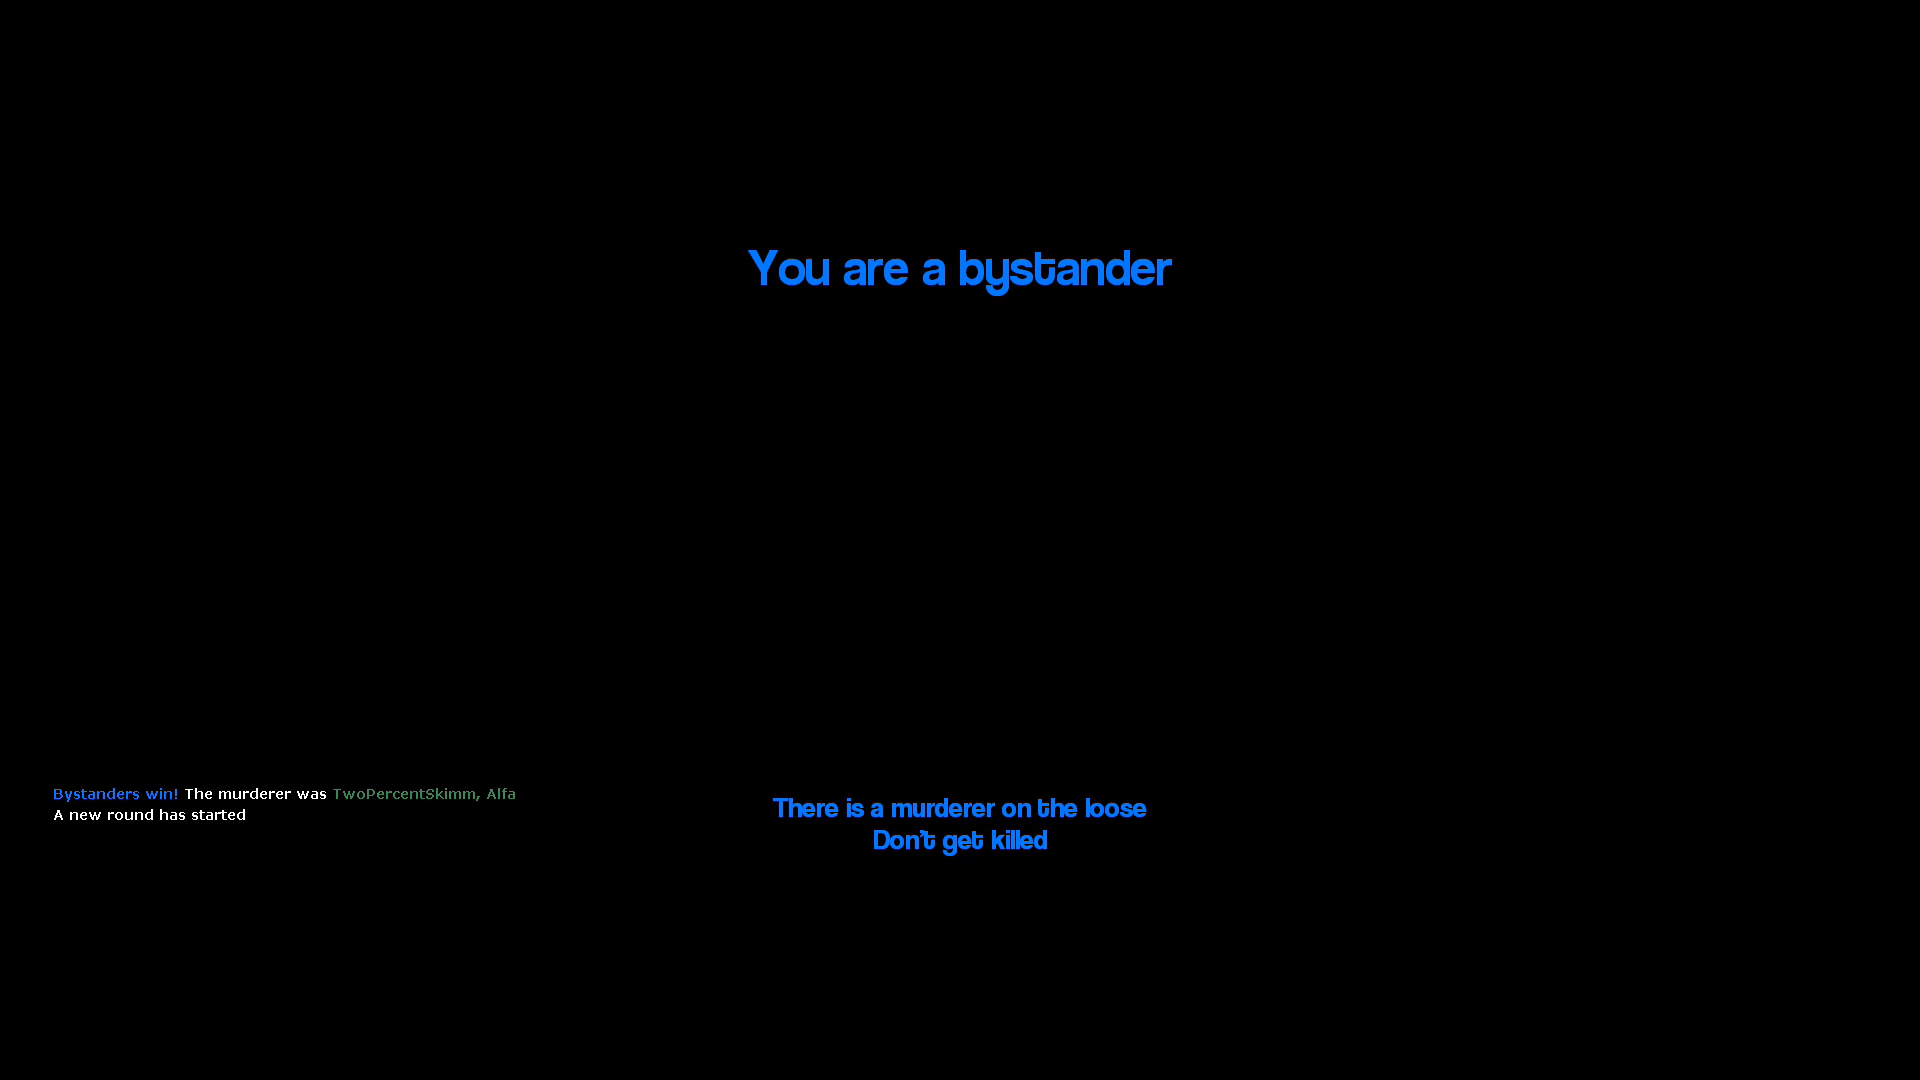 You are a bystander
Bystanders win! The murderer was TwoPercentSkimm, Alfa
A new round has started
There is a murderer on the loose
Don't get killed